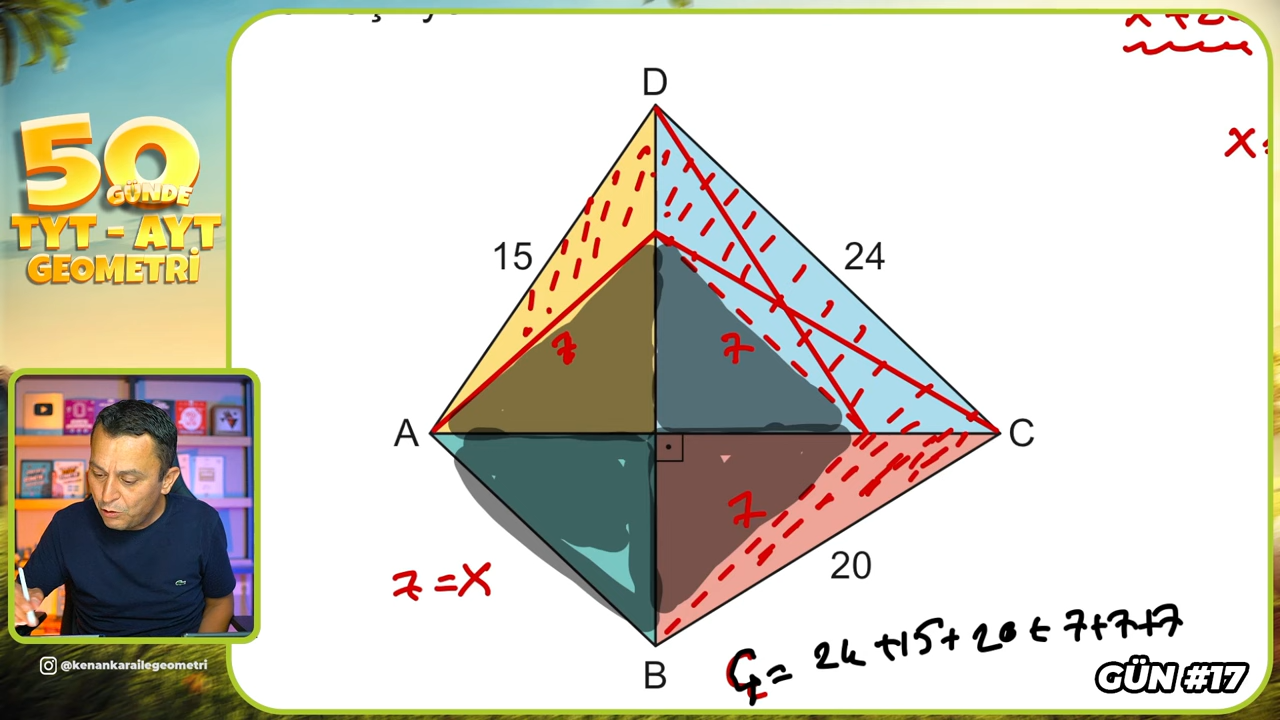 50
GÜNDE
TYT - AYT
GEOMETRİ
D
15
24
7
7
A
C
7
20
7 = X
B
Ç = 24 + 15 + 20 + 7+7+7
@kenankarailegeometri
GÜN #17